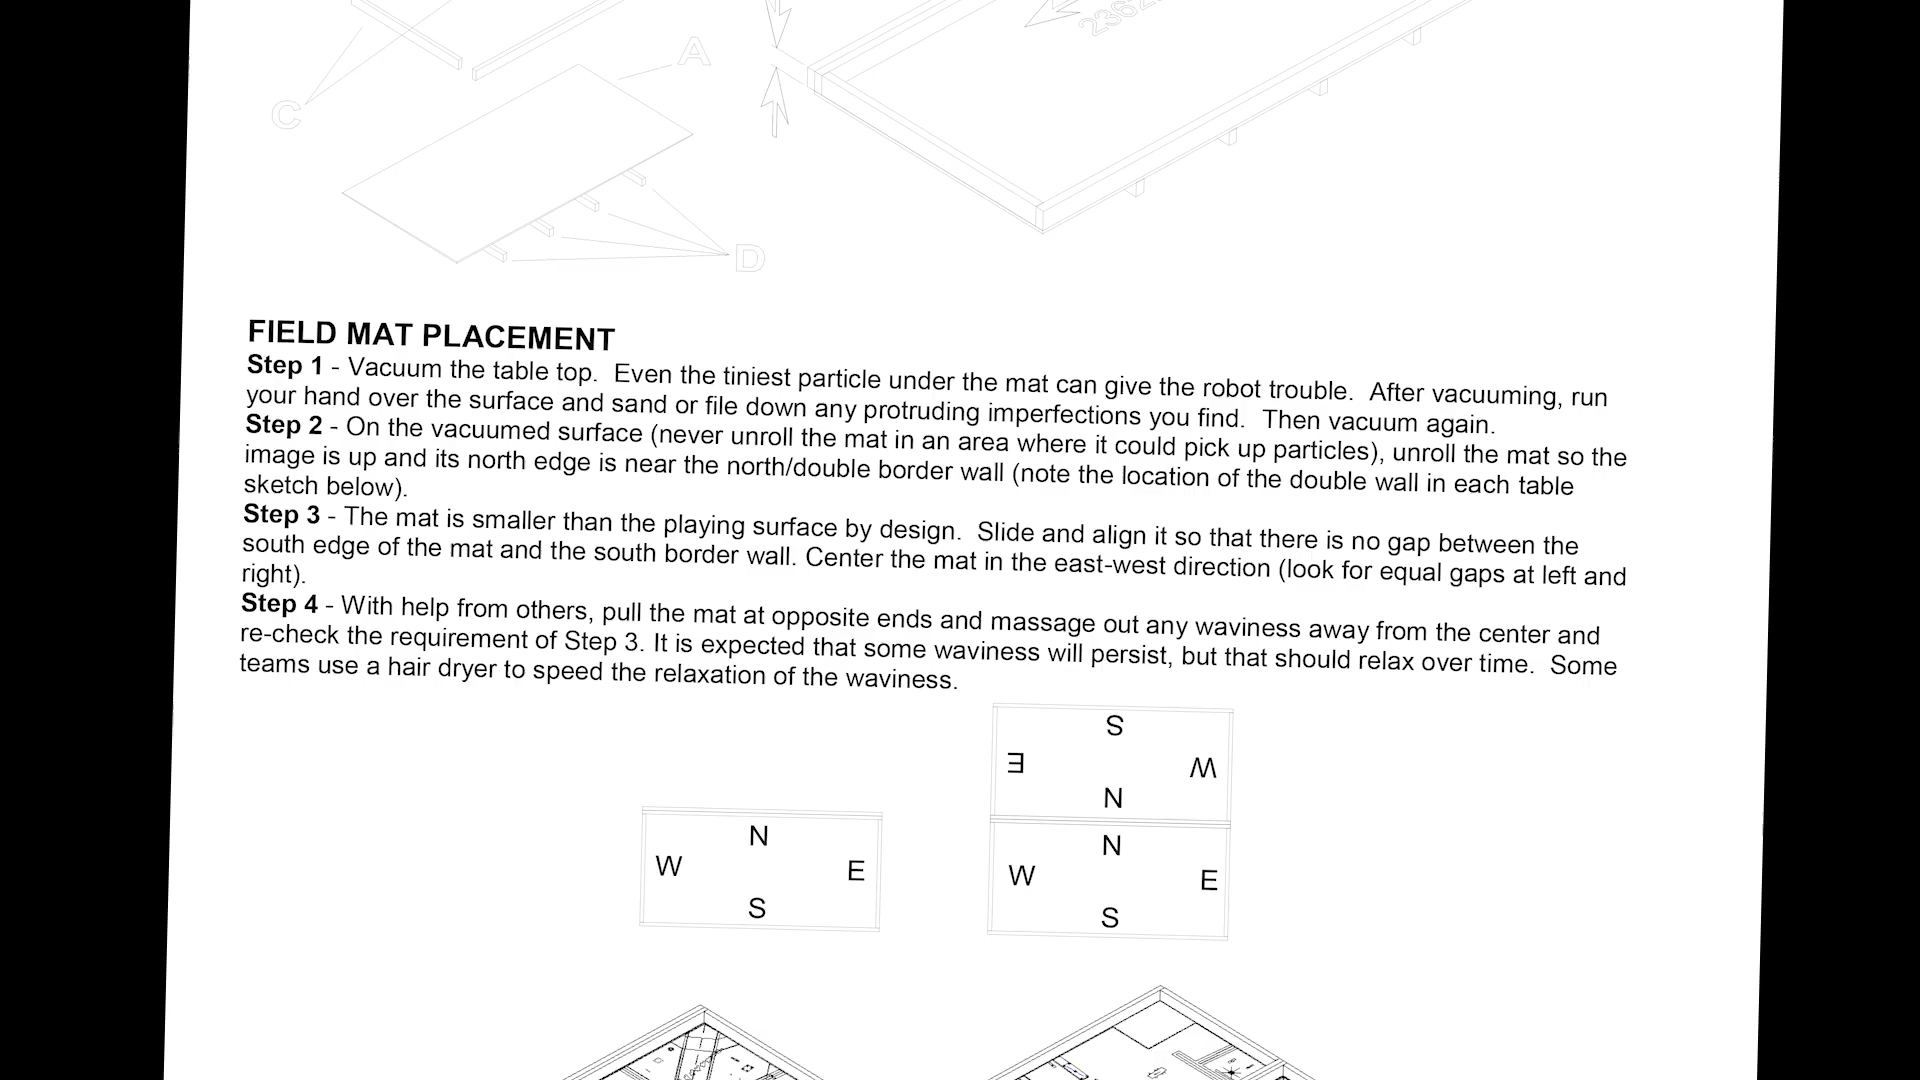 A
C
D
FIELD MAT PLACEMENT
Step 1 - Vacuum the table top.  Even the tiniest particle under the mat can give the robot trouble.  After vacuuming, run
your hand over the surface and sand or file down any protruding imperfections you find.  Then vacuum again.
Step 2 - On the vacuumed surface (never unroll the mat in an area where it could pick up particles), unroll the mat so the
image is up and its north edge is near the north/double border wall (note the location of the double wall in each table
sketch below).
Step 3 - The mat is smaller than the playing surface by design.  Slide and align it so that there is no gap between the
south edge of the mat and the south border wall. Center the mat in the east-west direction (look for equal gaps at left and
right).
Step 4 - With help from others, pull the mat at opposite ends and massage out any waviness away from the center and
re-check the requirement of Step 3. It is expected that some waviness will persist, but that should relax over time.  Some
teams use a hair dryer to speed the relaxation of the waviness.
N
W E
S
S
E W
N
N
W E
S